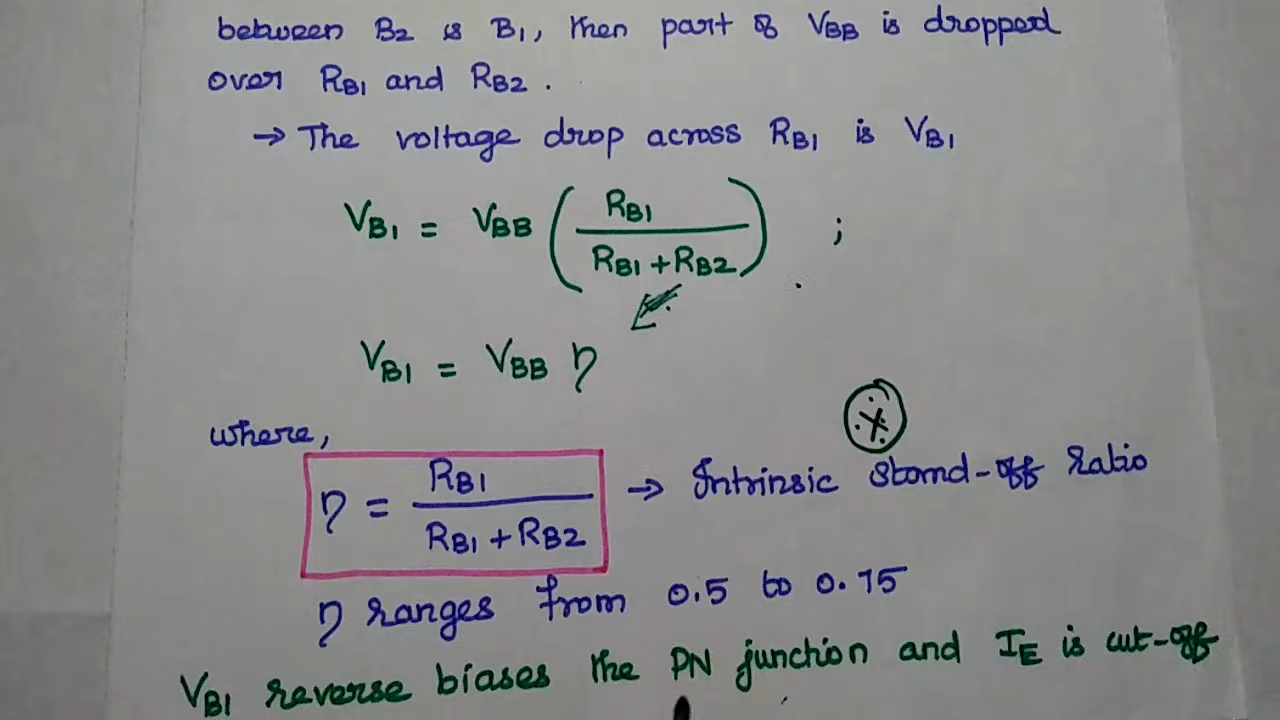 between B2 is B1, then part of VBB is dropped
over RB1 and RB2.
→ The voltage drop across RB1 is VB1
VB1 = VBB (RB1 / (RB1 + RB2)) ;
VB1 = VBB η
where,
η = RB1 / (RB1 + RB2) → Intrinsic stand-off ratio
η ranges from 0.5 to 0.75
VB1 reverse biases the PN junction and IE is cut-off